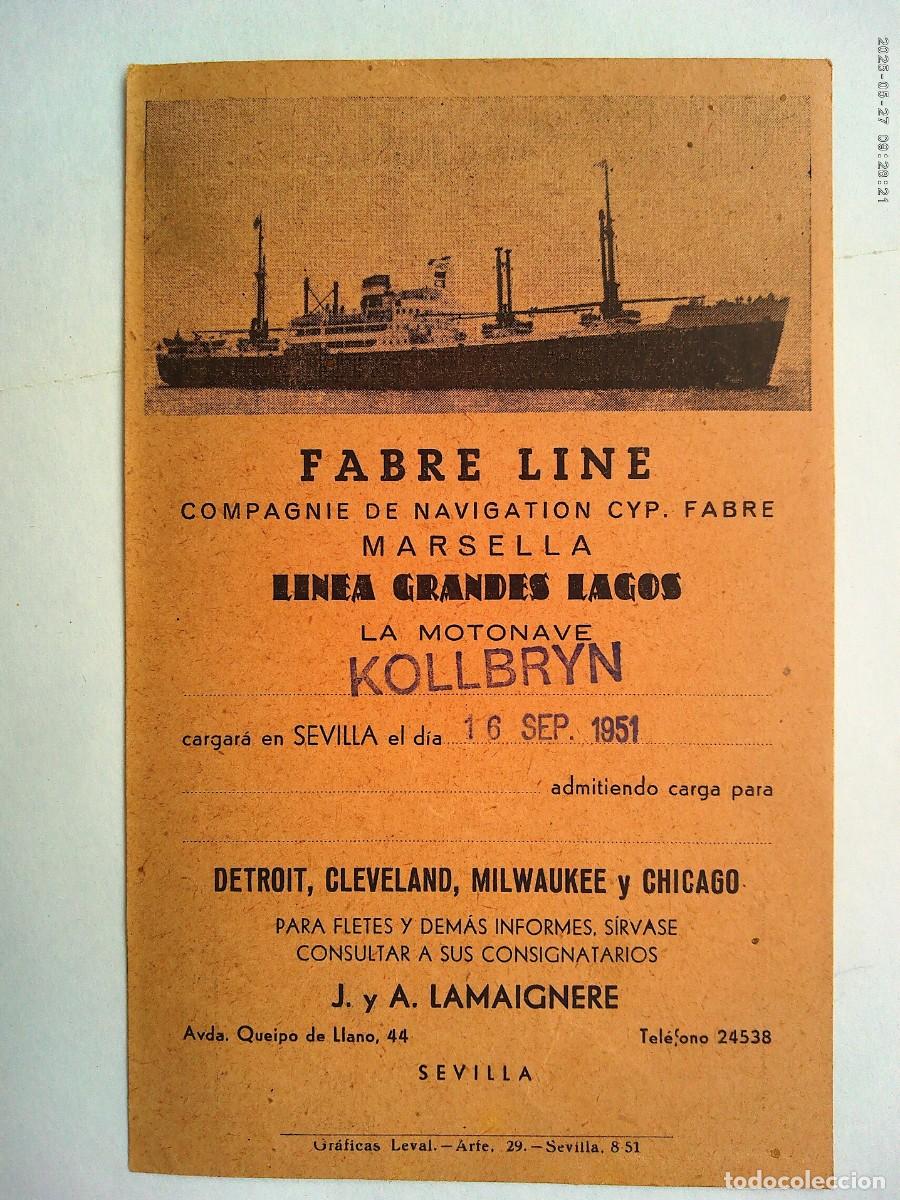 2025-05-27 08:28:21
FABRE LINE
COMPAGNIE DE NAVIGATION CYP. FABRE
MARSELLA
LINEA GRANDES LAGOS
LA MOTONAVE
KOLLBRYN
cargará en SEVILLA el día 16 SEP. 1951
admitiendo carga para
DETROIT, CLEVELAND, MILWAUKEE y CHICAGO
PARA FLETES Y DEMÁS INFORMES, SÍRVASE
CONSULTAR A SUS CONSIGNATARIOS
J. y A. LAMAIGNERE
Avda. Queipo de Llano, 44 Teléfono 24538
SEVILLA
Gráficas Leval.—Arfe, 29.—Sevilla, 8-51
todocoleccion